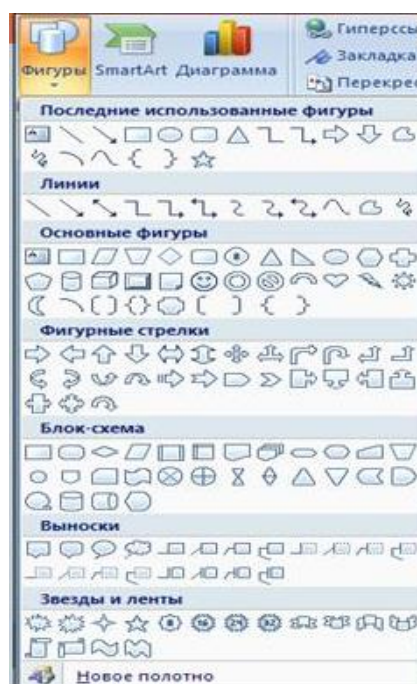 Гиперссы
Закладка
Перекрес
Фигуры SmartArt Диаграмма
Последние использованные фигуры
Линии
Основные фигуры
Фигурные стрелки
Блок-схема
Выноски
Звезды и ленты
Новое полотно